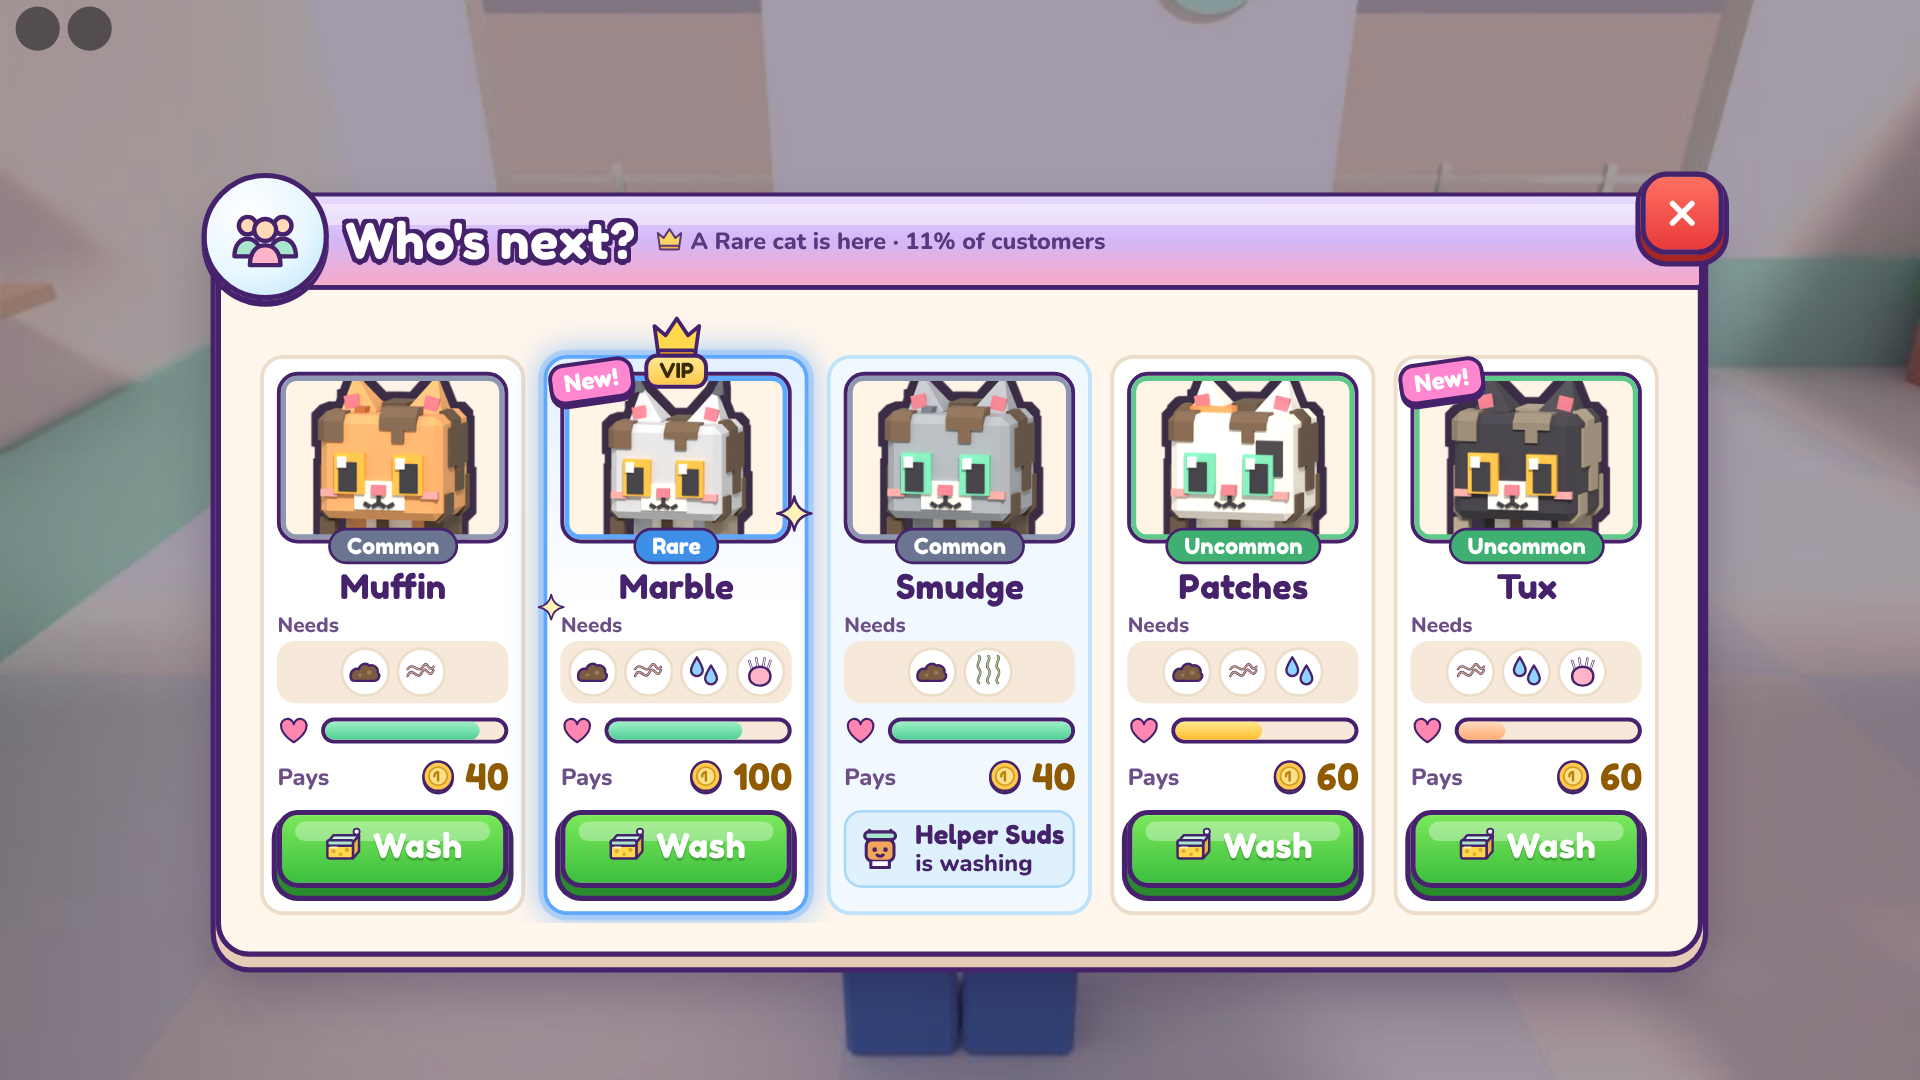 Who's next?
A Rare cat is here · 11% of customers
Common
Muffin
Needs
Pays
40
Wash
New!
VIP
Rare
Marble
Needs
Pays
100
Wash
Common
Smudge
Needs
Pays
40
Helper Suds
is washing
Uncommon
Patches
Needs
Pays
60
Wash
New!
Uncommon
Tux
Needs
Pays
60
Wash